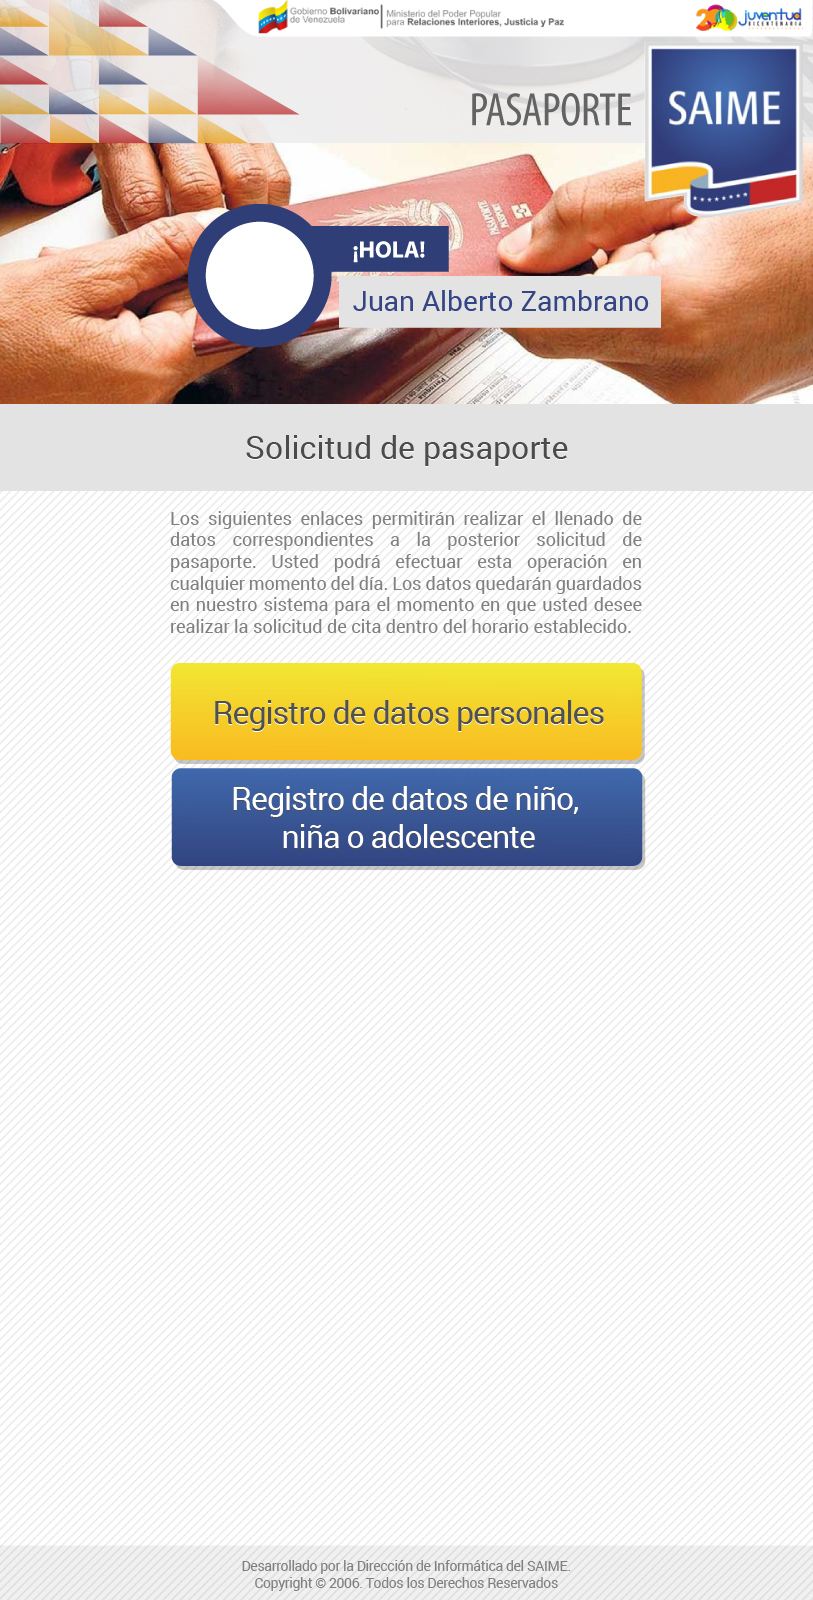 Gobierno Bolivariano
de Venezuela
Ministerio del Poder Popular
para Relaciones Interiores, Justicia y Paz
200 juventud
BICENTENARIA
PASAPORTE
SAIME
PASAPORTE
¡HOLA!
Juan Alberto Zambrano
Solicitud de pasaporte
Los siguientes enlaces permitirán realizar el llenado de
datos correspondientes a la posterior solicitud de
pasaporte. Usted podrá efectuar esta operación en
cualquier momento del día. Los datos quedarán guardados
en nuestro sistema para el momento en que usted desee
realizar la solicitud de cita dentro del horario establecido.
Registro de datos personales
Registro de datos de niño,
niña o adolescente
Desarrollado por la Dirección de Informática del SAIME.
Copyright © 2006. Todos los Derechos Reservados